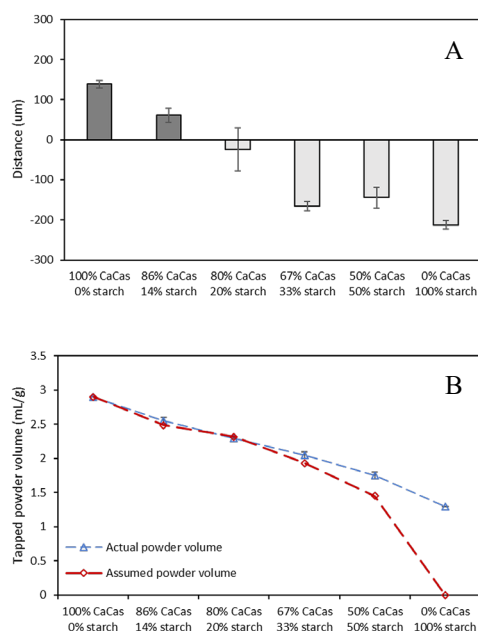 A
300
200
100
0
-100
-200
-300
Distance (um)
100% CaCas 86% CaCas 80% CaCas 67% CaCas 50% CaCas 0% CaCas
0% starch 14% starch 20% starch 33% starch 50% starch 100% starch
B
3.5
3
2.5
2
1.5
1
0.5
0
Tapped powder volume (mL/g)
Actual powder volume
Assumed powder volume
100% CaCas 86% CaCas 80% CaCas 67% CaCas 50% CaCas 0% CaCas
0% starch 14% starch 20% starch 33% starch 50% starch 100% starch